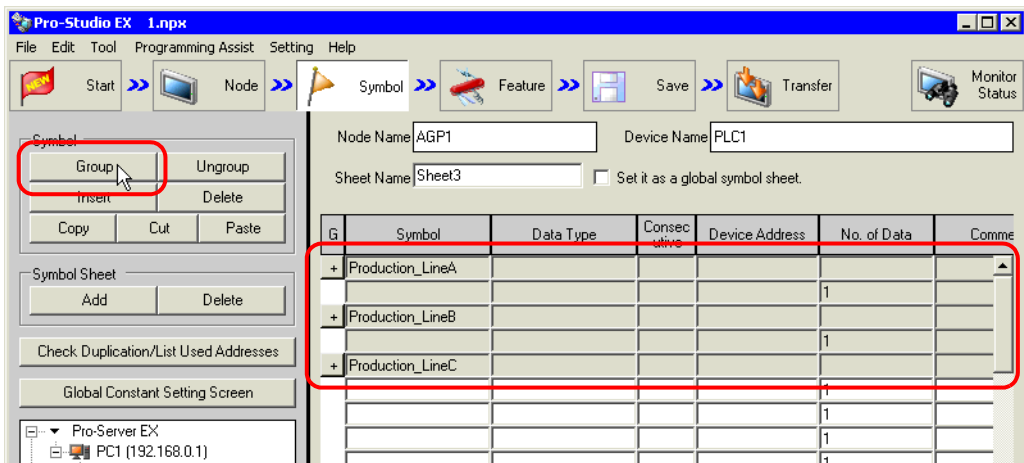 Pro-Studio EX 1.npx
File Edit Tool Programming Assist Setting Help
NEW Start Node Symbol Feature Save Transfer Monitor Status
Symbol
Group Ungroup
Insert Delete
Copy Cut Paste
Symbol Sheet
Add Delete
Check Duplication/List Used Addresses
Global Constant Setting Screen
Pro-Server EX
PC1 (192.168.0.1)
Node Name AGP1 Device Name PLC1
Sheet Name Sheet3 Set it as a global symbol sheet.
G Symbol Data Type Consecutive Device Address No. of Data Comme
+ Production_LineA
1
+ Production_LineB
1
+ Production_LineC
1
1
1
1